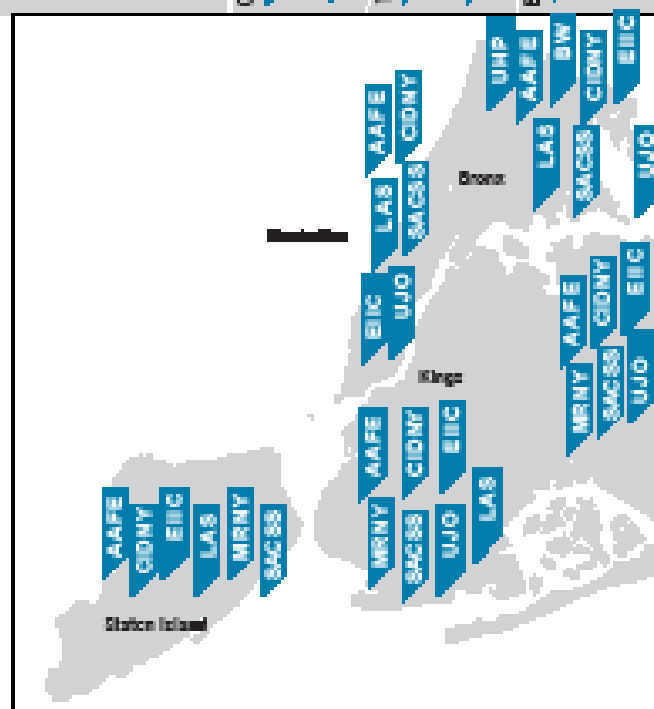 UHP
AAFE
BW
CIDNY
EIIC
LAS
SACSS
UJO
Bronx
AAFE
CIDNY
LAS
SACSS
EIIC
UJO
AAFE
CIDNY
EIIC
MRNY
SACSS
UJO
Kings
AAFE
CIDNY
EIIC
MRNY
SACSS
UJO
LAS
AAFE
CIDNY
EIIC
LAS
MRNY
SACSS
Staten Island